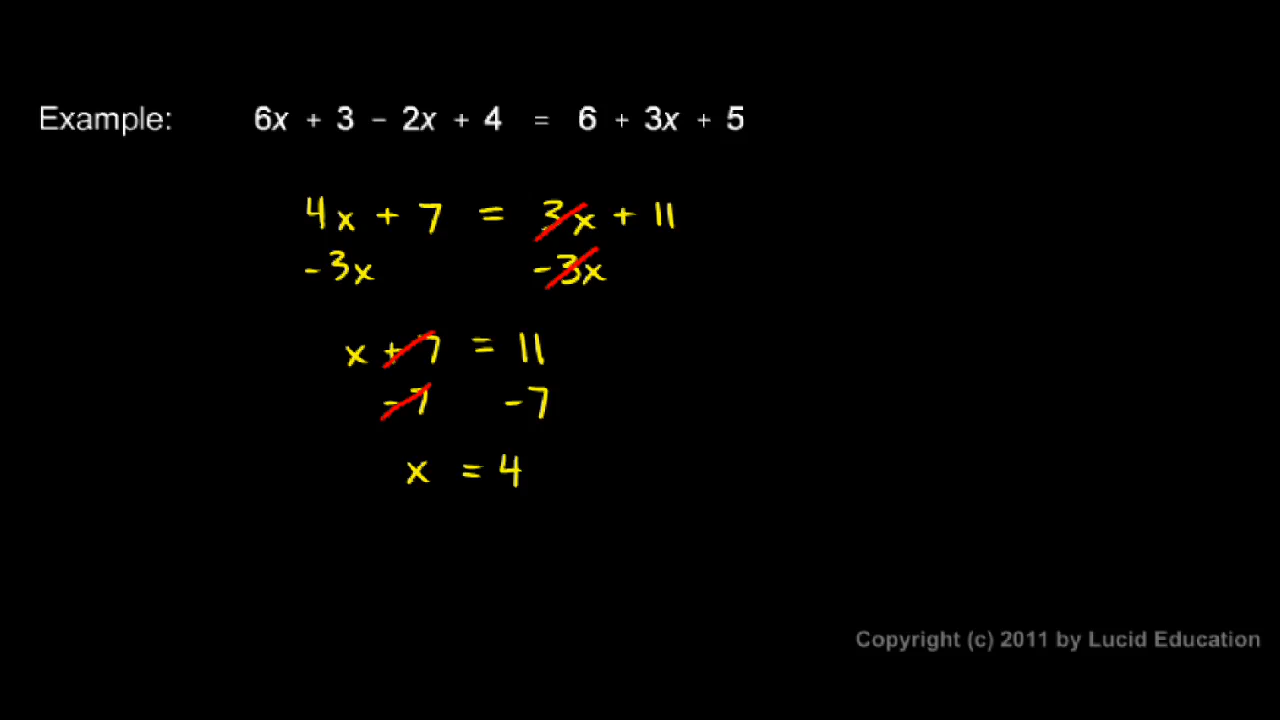 Example: 6x + 3 − 2x + 4 = 6 + 3x + 5
4x + 7 = 3x + 11
-3x -3x
x + 7 = 11
-7 -7
x = 4
Copyright (c) 2011 by Lucid Education